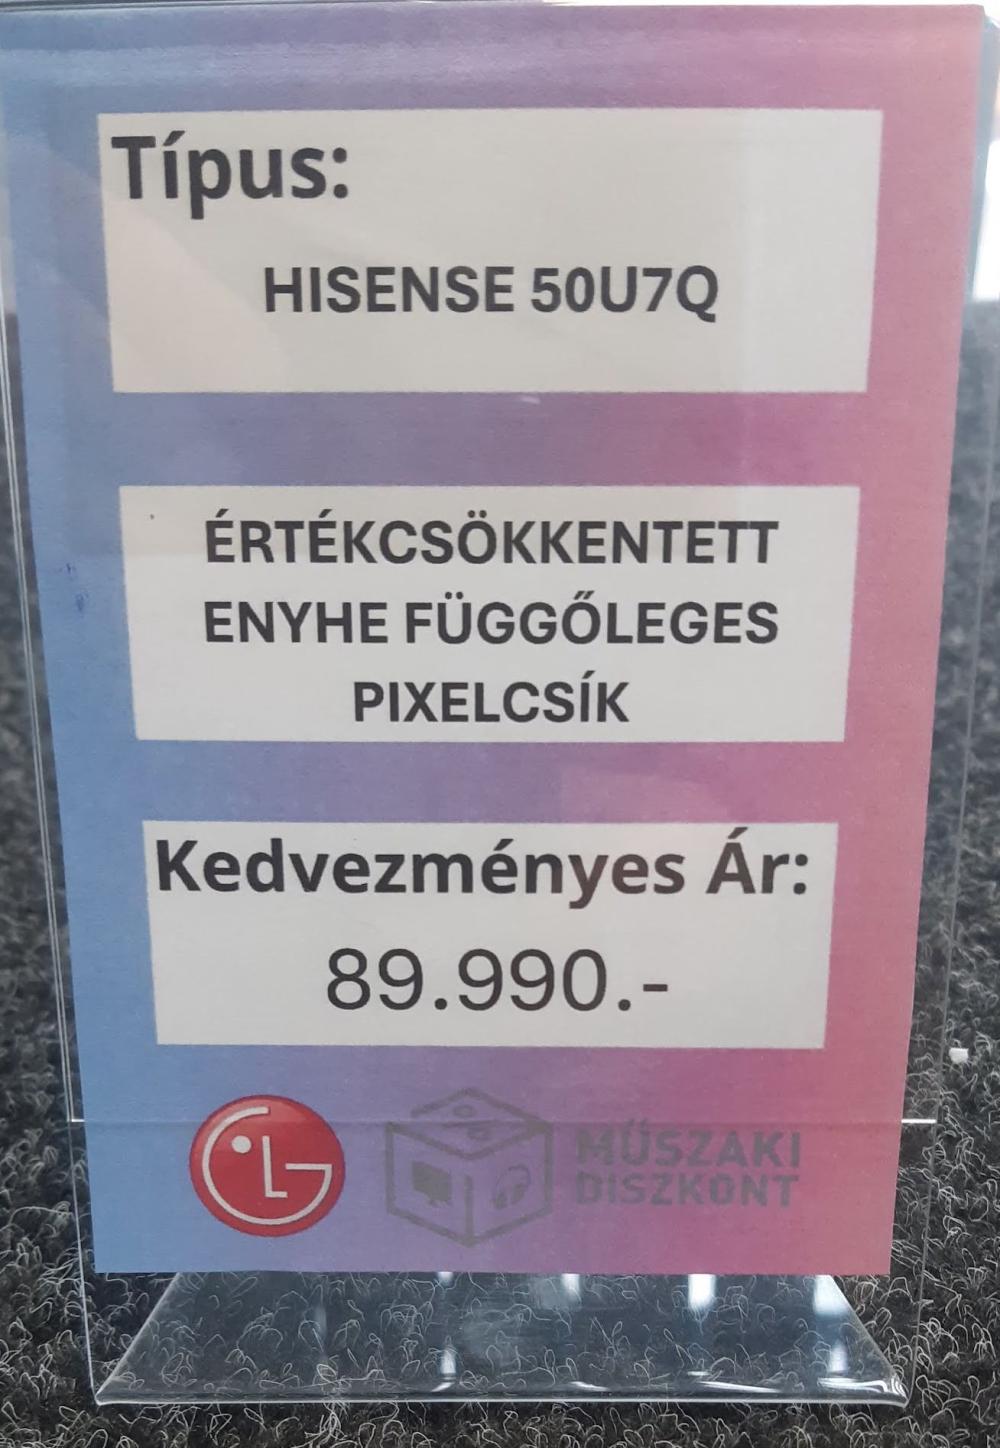 Típus:
HISENSE 50U7Q
ÉRTÉKCSÖKKENTETT
ENYHE FÜGGŐLEGES
PIXELCSÍK
Kedvezményes Ár:
89.990.-
LG
MŰSZAKI
DISZKONT